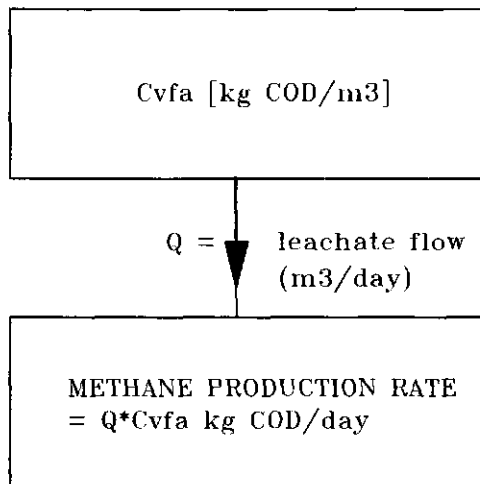 Cvfa [kg COD/m3]
Q = leachate flow
(m3/day)
METHANE PRODUCTION RATE
= Q*Cvfa kg COD/day